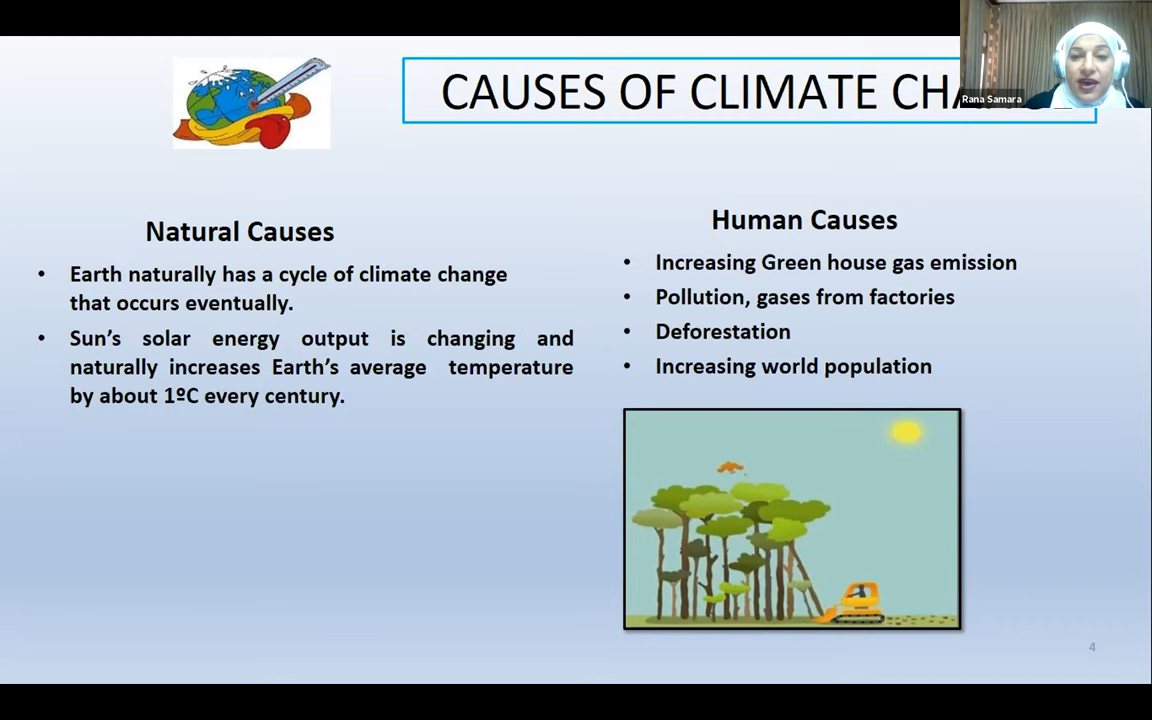 CAUSES OF CLIMATE
Rana Samara
Natural Causes
• Earth naturally has a cycle of climate change
that occurs eventually.
• Sun's solar energy output is changing and
naturally increases Earth's average temperature
by about 1ºC every century.
Human Causes
• Increasing Green house gas emission
• Pollution, gases from factories
• Deforestation
• Increasing world population
4